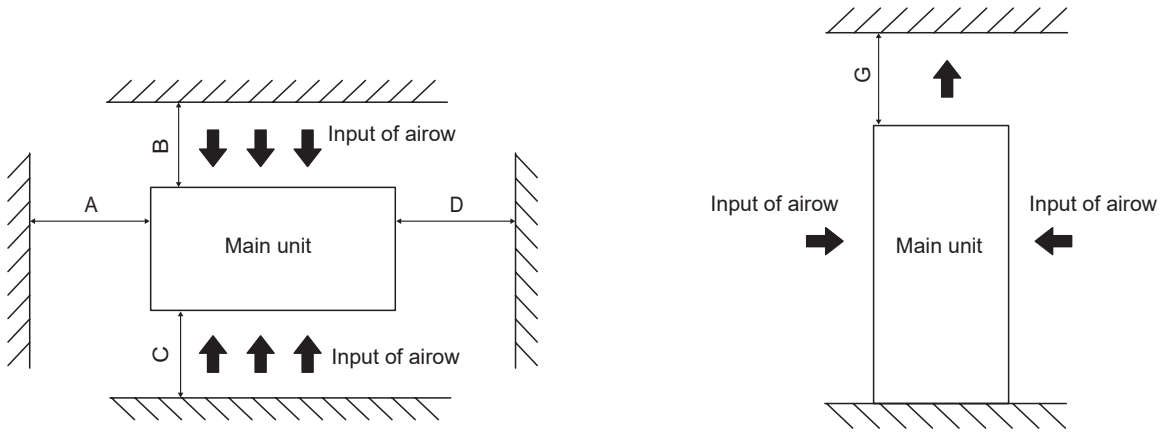 B
Input of airow
A
D
Main unit
C
Input of airow
G
Input of airow
Input of airow
Main unit